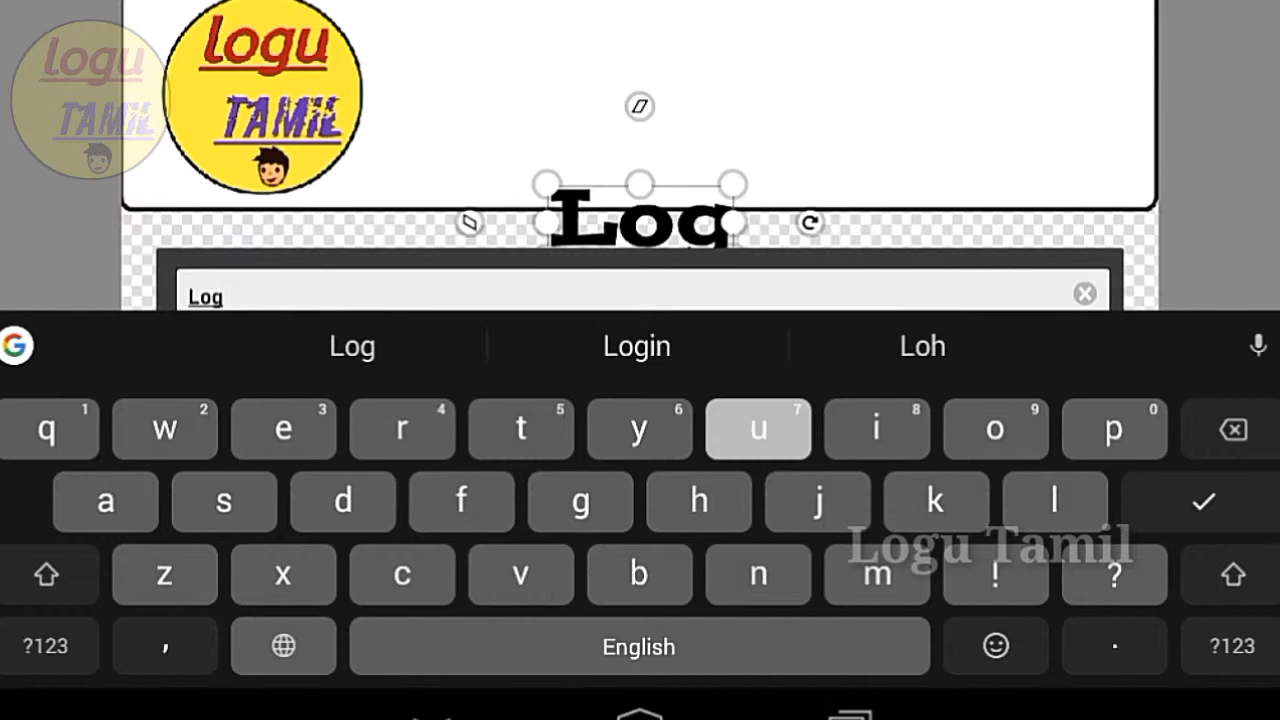 logu
TAMIL
logu
TAMIL
Log
Log
Log Login Loh
q 1 w 2 e 3 r 4 t 5 y 6 u 7 i 8 o 9 p 0
a s d f g h j k l
Logu Tamil
z x c v b n m ! ?
?123 , English . ?123